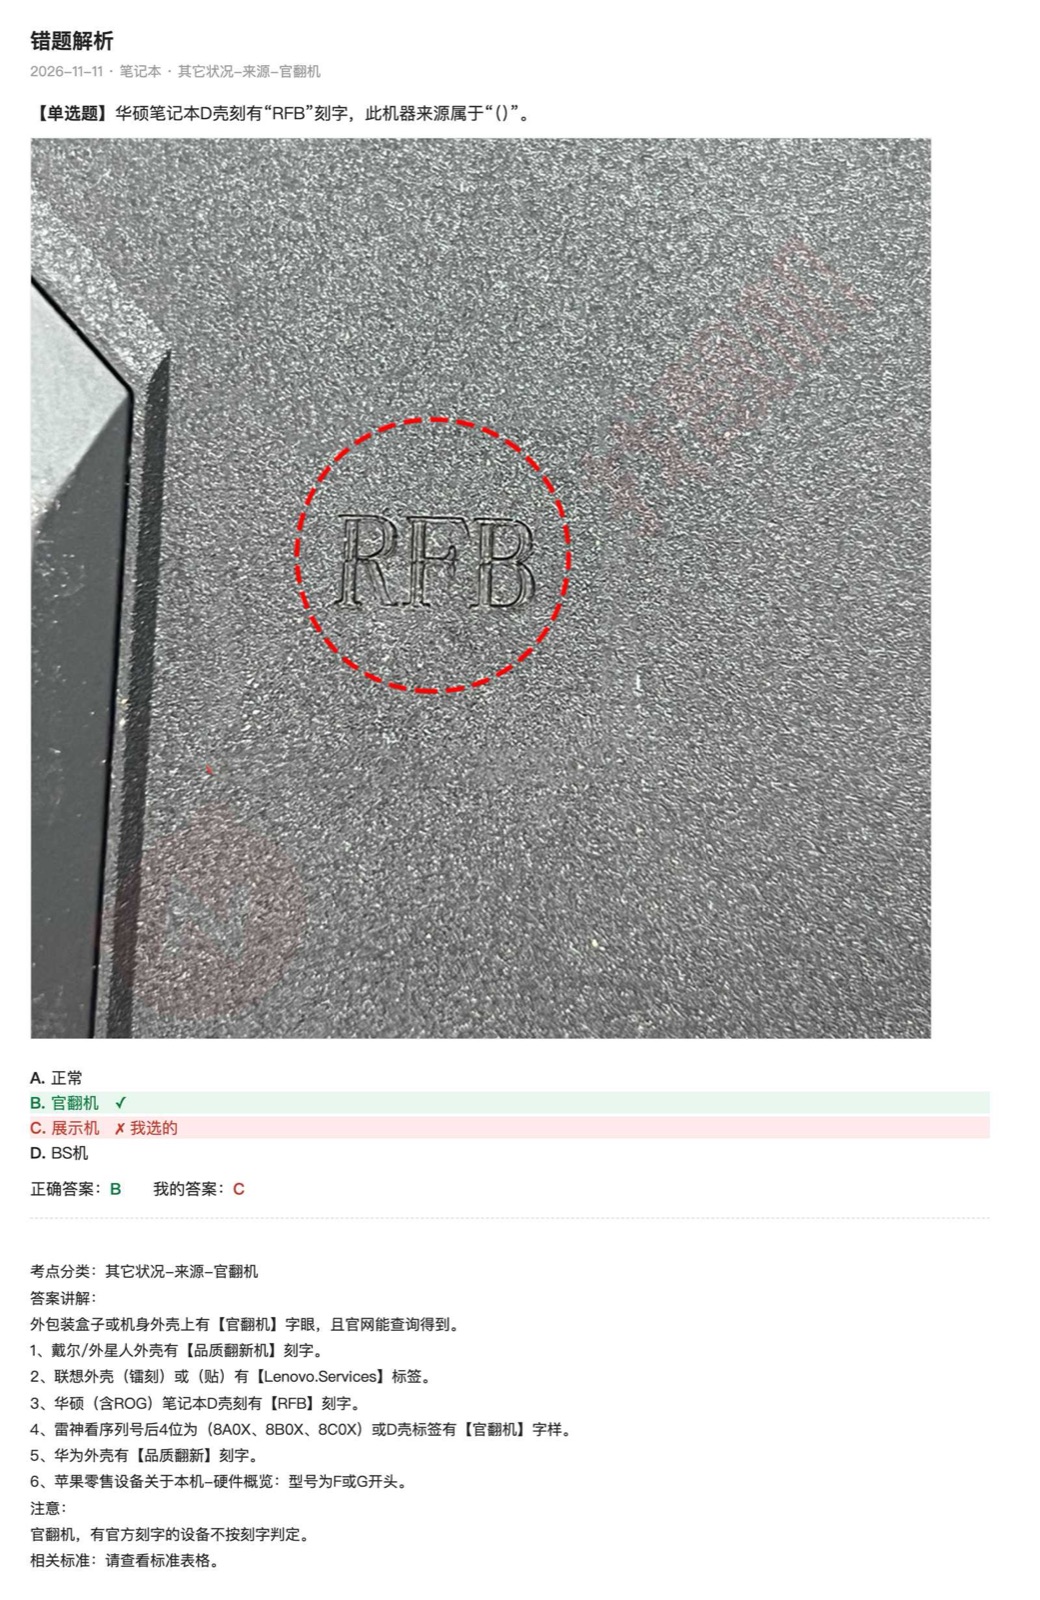 错题解析
2026-11-11 · 笔记本 · 其它状况-来源-官翻机
【单选题】华硕笔记本D壳刻有“RFB”刻字，此机器来源属于“()”。
RFB
A. 正常
B. 官翻机 ✓
C. 展示机 ✗ 我选的
D. BS机
正确答案：B 我的答案：C
考点分类：其它状况-来源-官翻机
答案讲解：
外包装盒子或机身外壳上有【官翻机】字眼，且官网能查询得到。
1、戴尔/外星人外壳有【品质翻新机】刻字。
2、联想外壳（镭刻）或（贴）有【Lenovo.Services】标签。
3、华硕（含ROG）笔记本D壳刻有【RFB】刻字。
4、雷神看序列号后4位为（8A0X、8B0X、8C0X）或D壳标签有【官翻机】字样。
5、华为外壳有【品质翻新】刻字。
6、苹果零售设备关于本机-硬件概览：型号为F或G开头。
注意：
官翻机，有官方刻字的设备不按刻字判定。
相关标准：请查看标准表格。